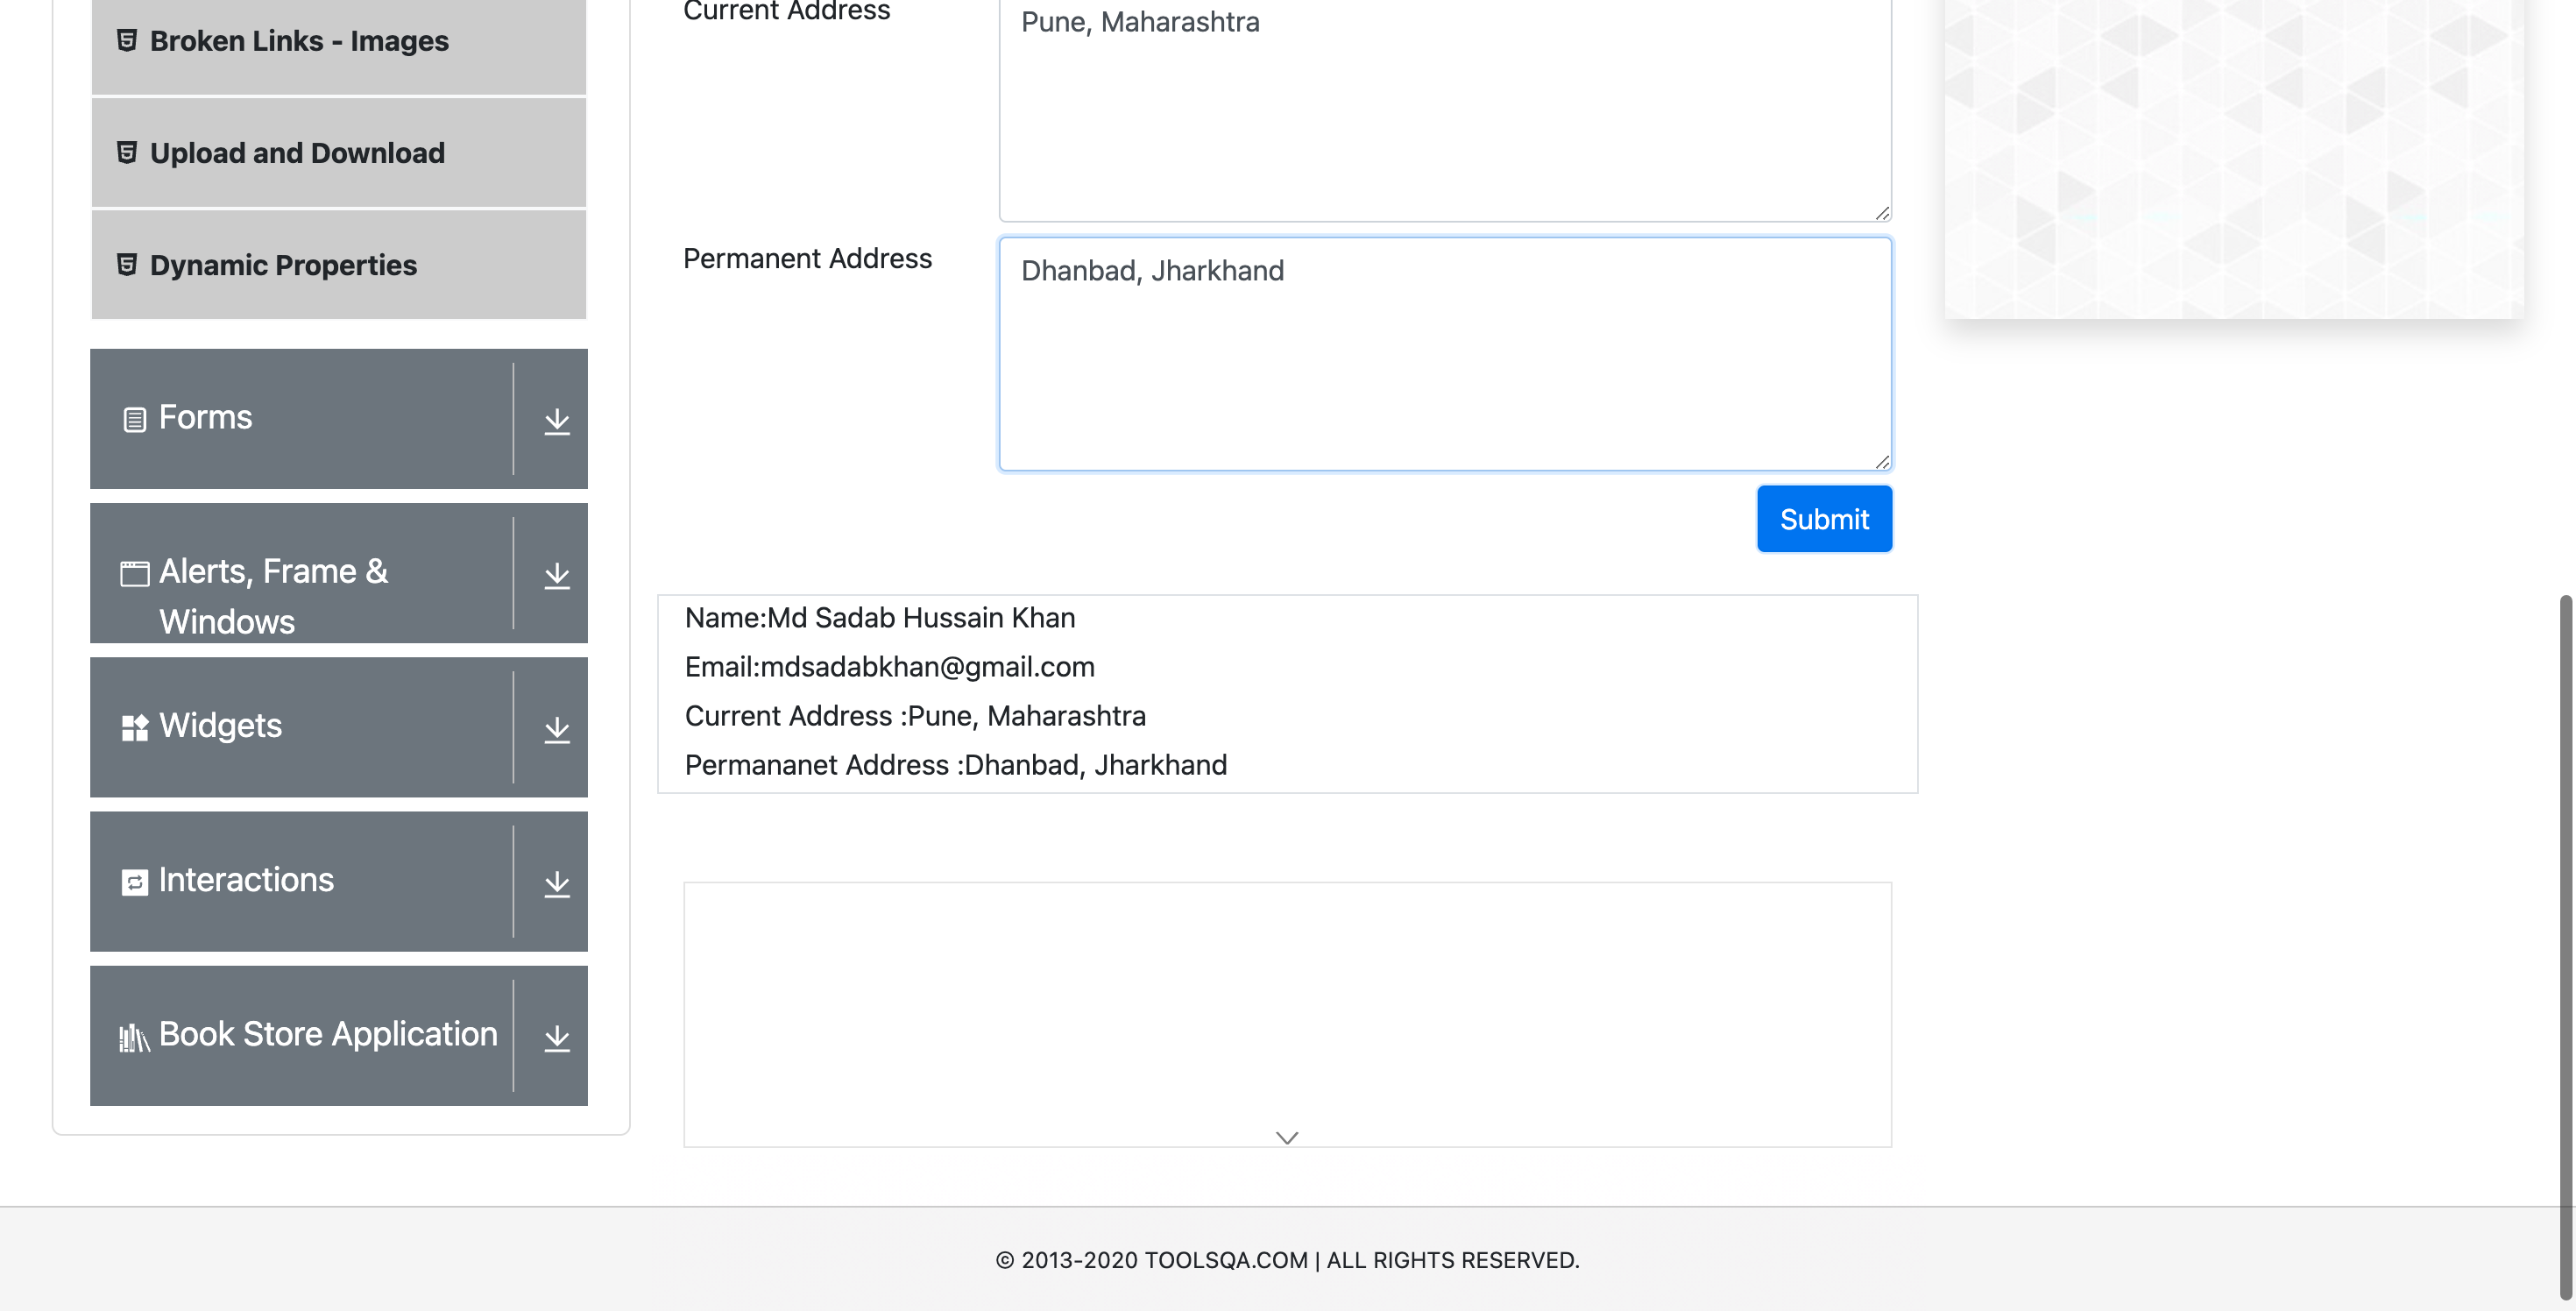 Broken Links - Images
Upload and Download
Dynamic Properties
Forms
Alerts, Frame &
Windows
Widgets
Interactions
Book Store Application
Current Address
Pune, Maharashtra
Permanent Address
Dhanbad, Jharkhand
Submit
Name:Md Sadab Hussain Khan
Email:mdsadabkhan@gmail.com
Current Address :Pune, Maharashtra
Permananet Address :Dhanbad, Jharkhand
© 2013-2020 TOOLSQA.COM | ALL RIGHTS RESERVED.